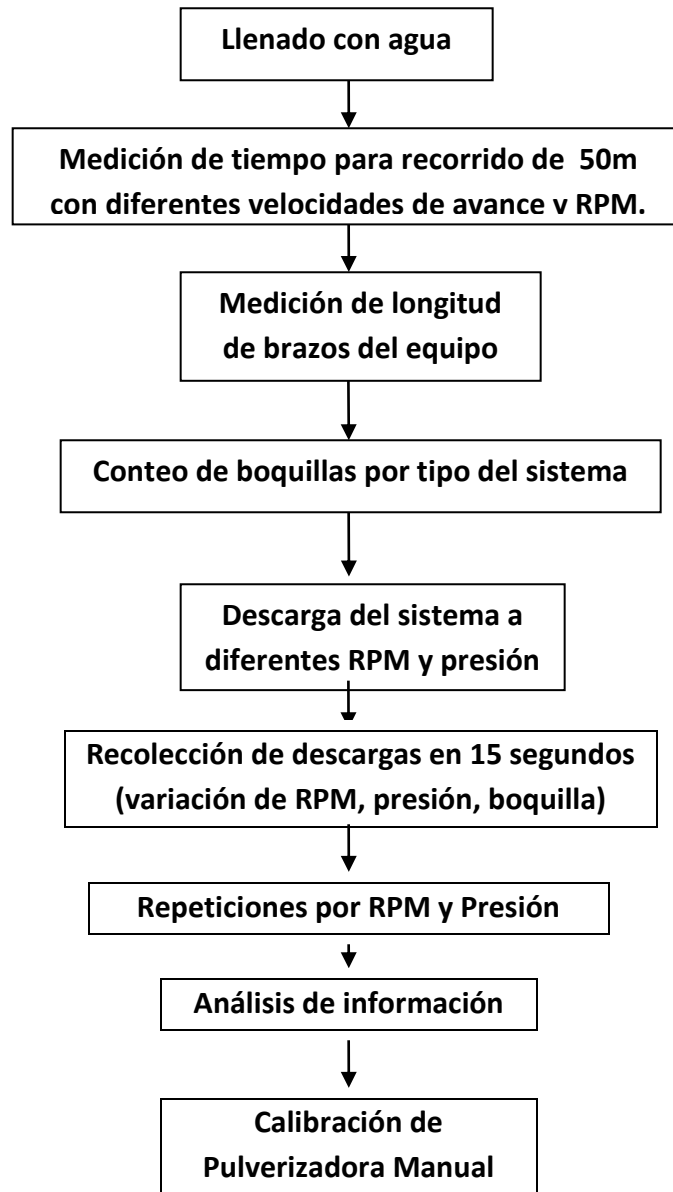 Llenado con agua
Medición de tiempo para recorrido de 50m
con diferentes velocidades de avance y RPM.
Medición de longitud
de brazos del equipo
Conteo de boquillas por tipo del sistema
Descarga del sistema a
diferentes RPM y presión
Recolección de descargas en 15 segundos
(variación de RPM, presión, boquilla)
Repeticiones por RPM y Presión
Análisis de información
Calibración de
Pulverizadora Manual